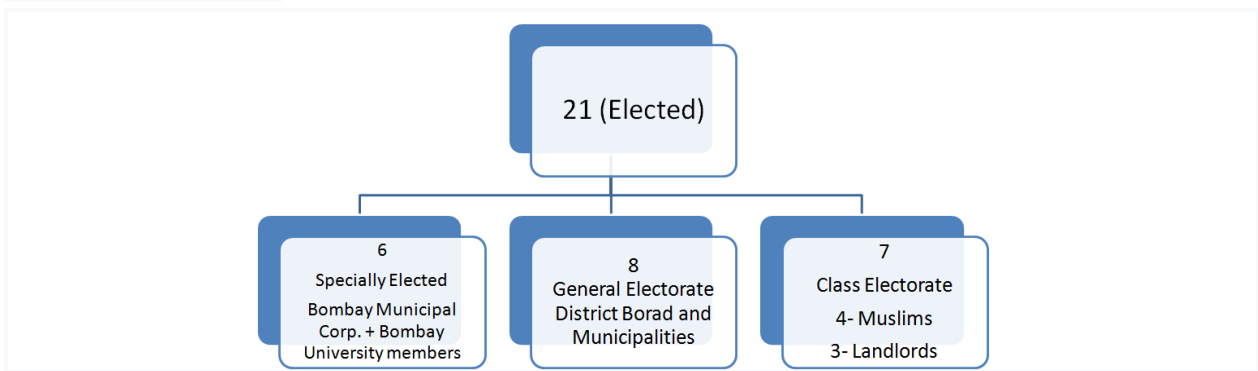 21 (Elected)
6
Specially Elected
Bombay Municipal
Corp. + Bombay
University members
8
General Electorate
District Borad and
Municipalities
7
Class Electorate
4- Muslims
3- Landlords